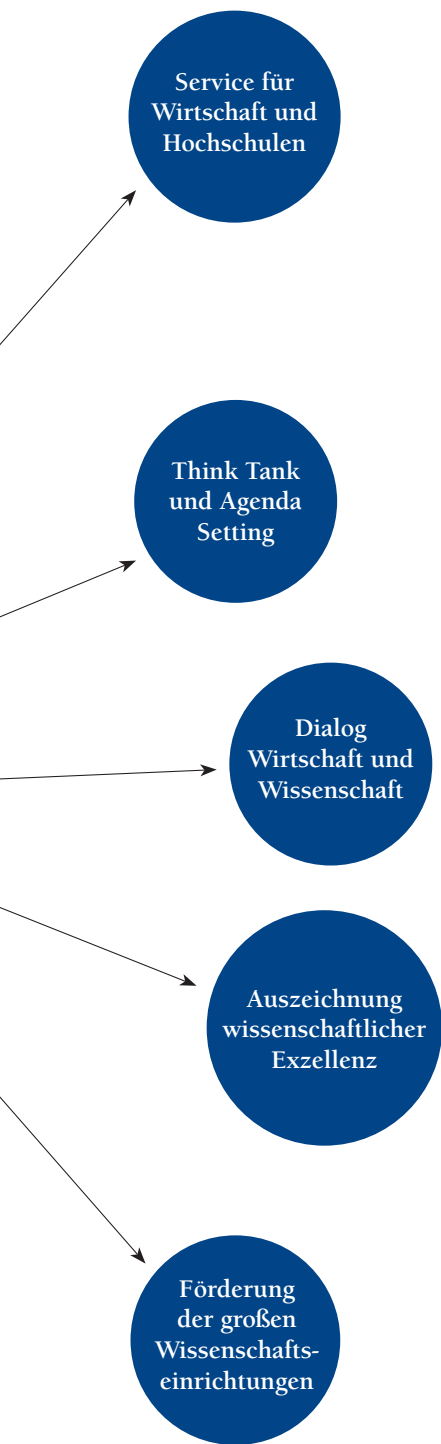 Service für
Wirtschaft und
Hochschulen
Think Tank
und Agenda
Setting
Dialog
Wirtschaft und
Wissenschaft
Auszeichnung
wissenschaftlicher
Exzellenz
Förderung
der großen
Wissenschafts-
einrichtungen